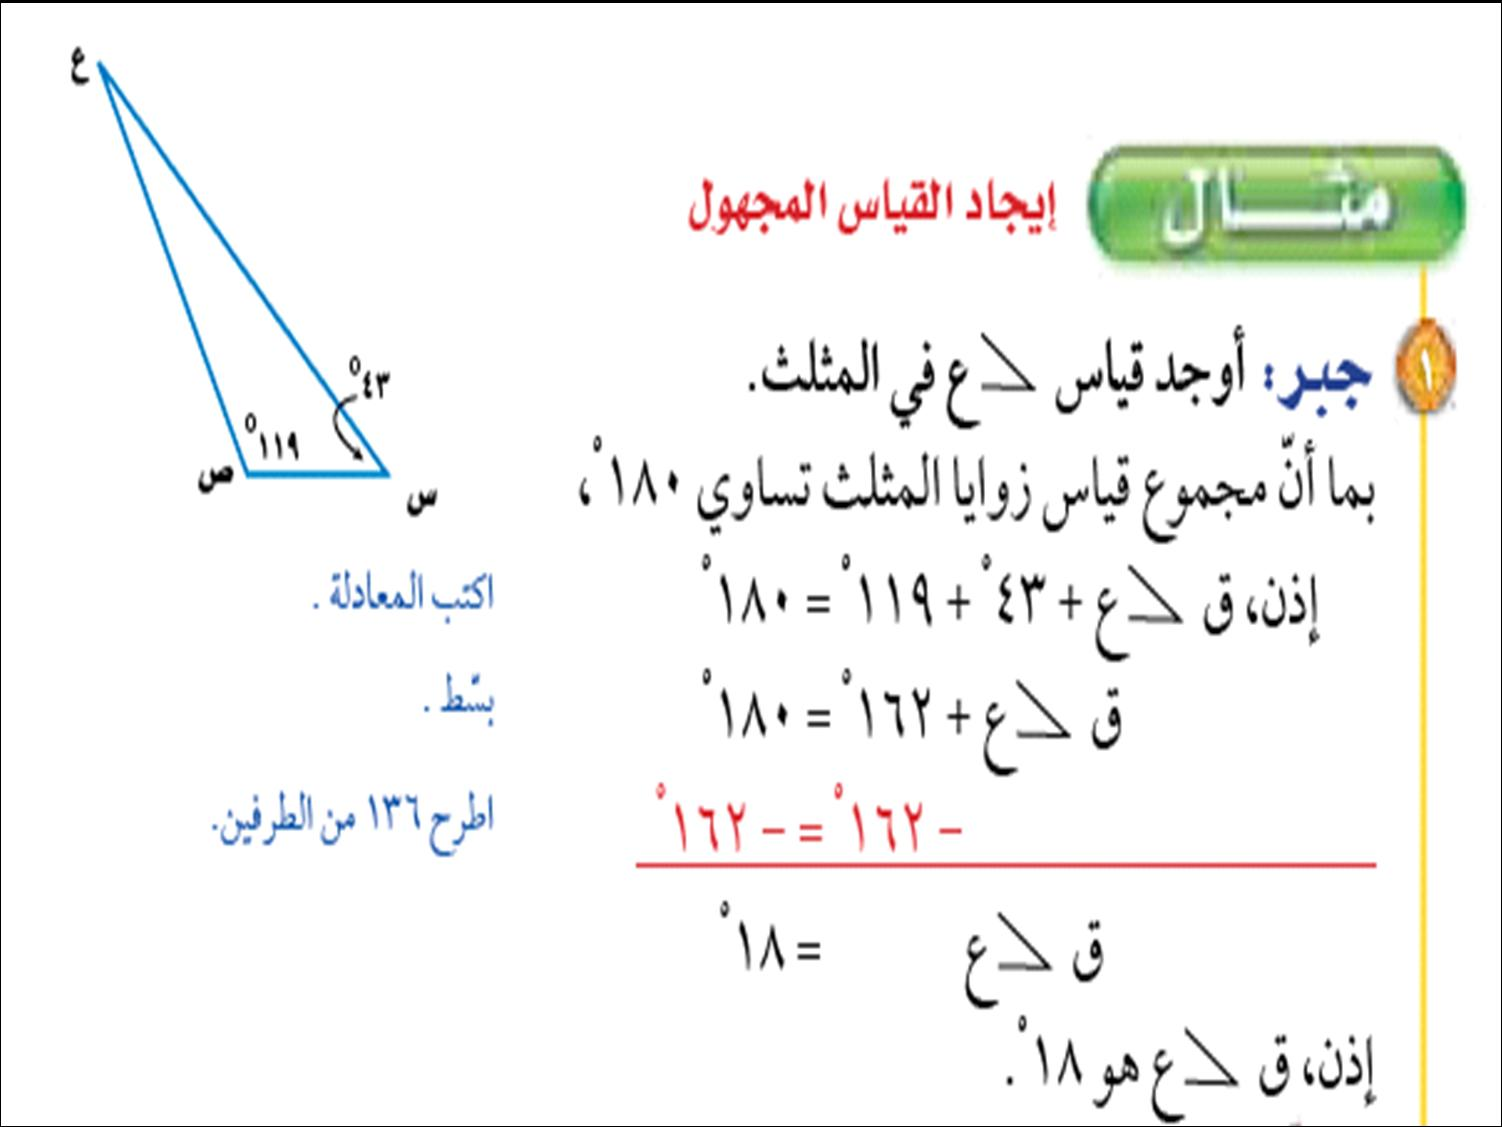 مثال
إيجاد القياس المجهول
١ جبر: أوجد قياس ∠ع في المثلث.
بما أنّ مجموع قياس زوايا المثلث تساوي ١٨٠°،
إذن، ق ∠ع + ٤٣° + ١١٩° = ١٨٠°
اكتب المعادلة .
ق ∠ع + ١٦٢° = ١٨٠°
بسّط .
− ١٦٢° = − ١٦٢°
اطرح ١٣٦ من الطرفين.
ق ∠ع = ١٨°
إذن، ق ∠ع هو ١٨° .
ع
٤٣°
١١٩°
ص
س